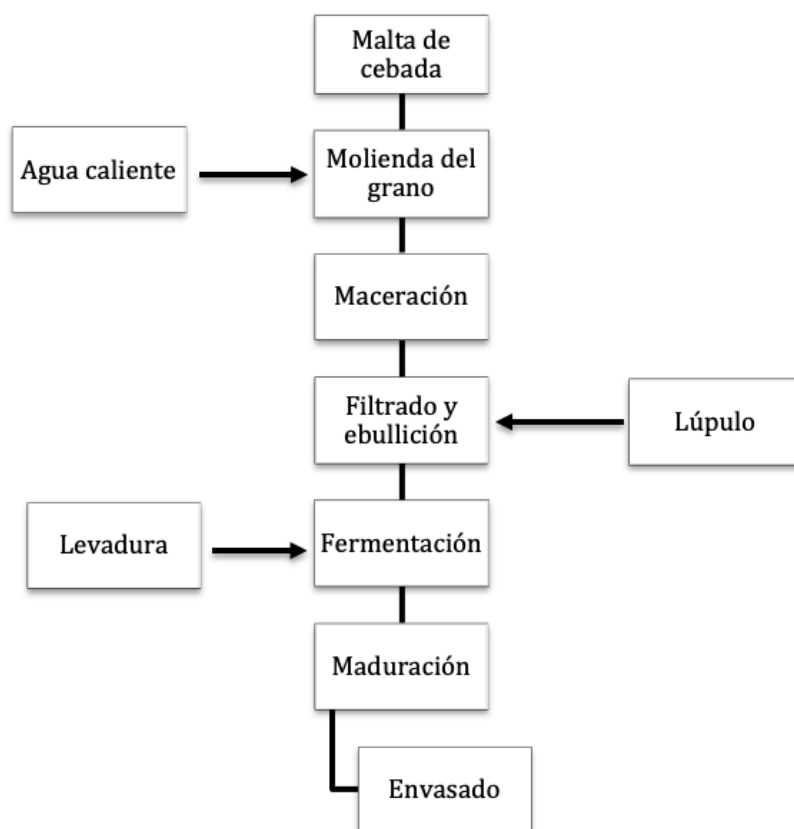 Malta de
cebada
Agua caliente
Molienda del
grano
Maceración
Filtrado y
ebullición
Lúpulo
Levadura
Fermentación
Maduración
Envasado